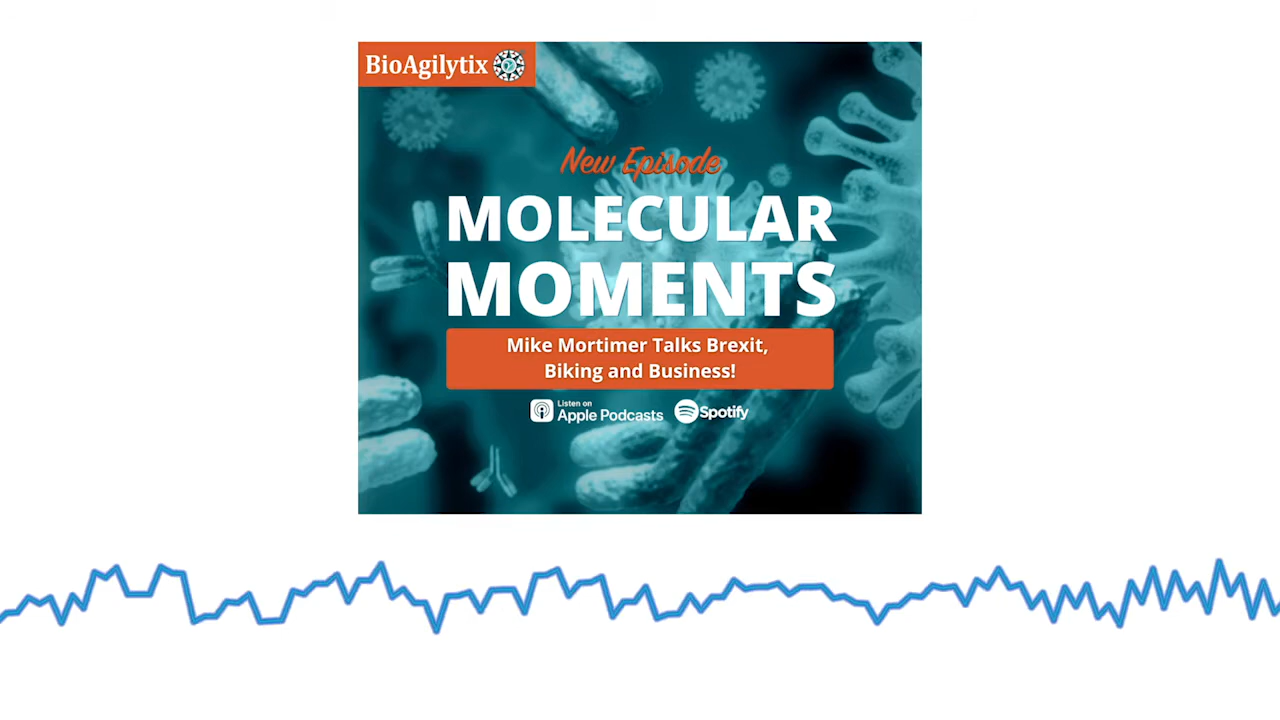 BioAgilytix
New Episode
MOLECULAR
MOMENTS
Mike Mortimer Talks Brexit,
Biking and Business!
Listen on
Apple Podcasts
Spotify